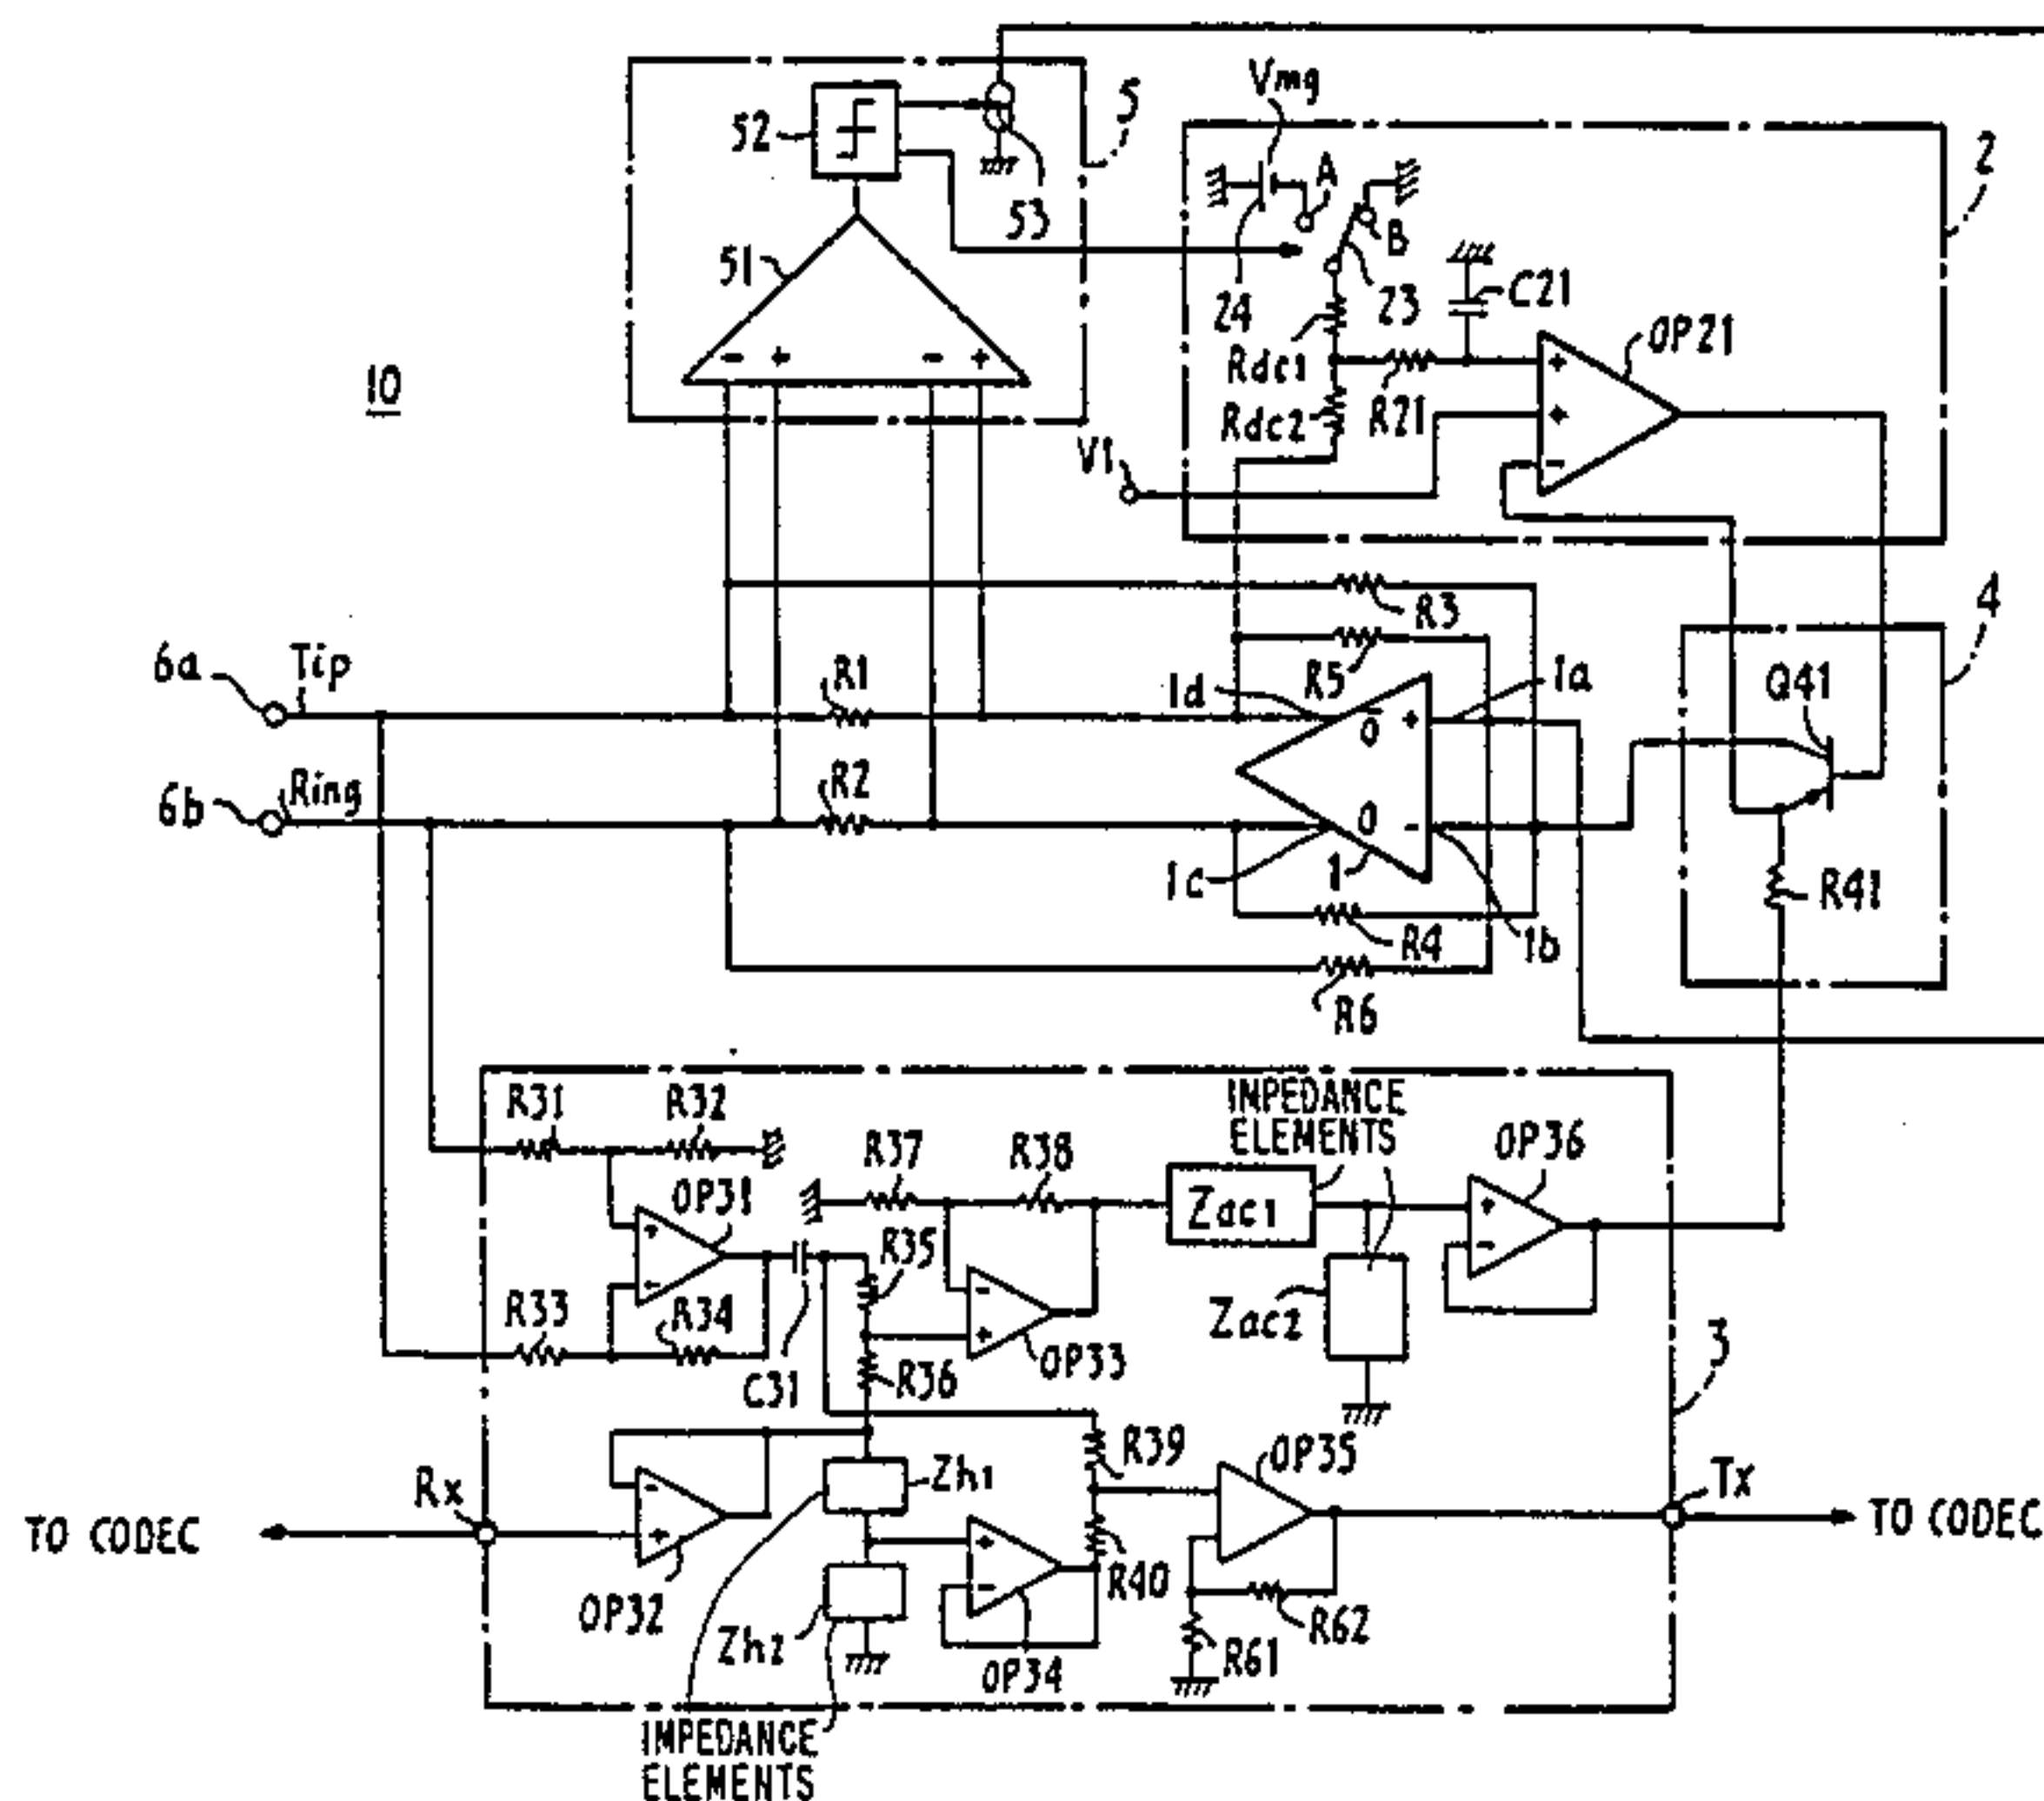 Vmg
5
52
2
A
53
B
51
24
23
C21
OP21
10
Rdc1
R21
Rdc2
V1
R3
4
6a
Tip
R1
1d
R5
1a
Q41
Ō
+
6b
Ring
R2
O
-
1c
1
R41
R4
1b
R6
R31
R32
IMPEDANCE
ELEMENTS
R37
R38
OP36
OP31
Zac1
R35
R33
R34
Zac2
3
C31
R36
OP33
R39
OP35
Rx
Zh1
Tx
TO CODEC
TO CODEC
R40
OP32
Zh2
R62
OP34
R61
IMPEDANCE
ELEMENTS